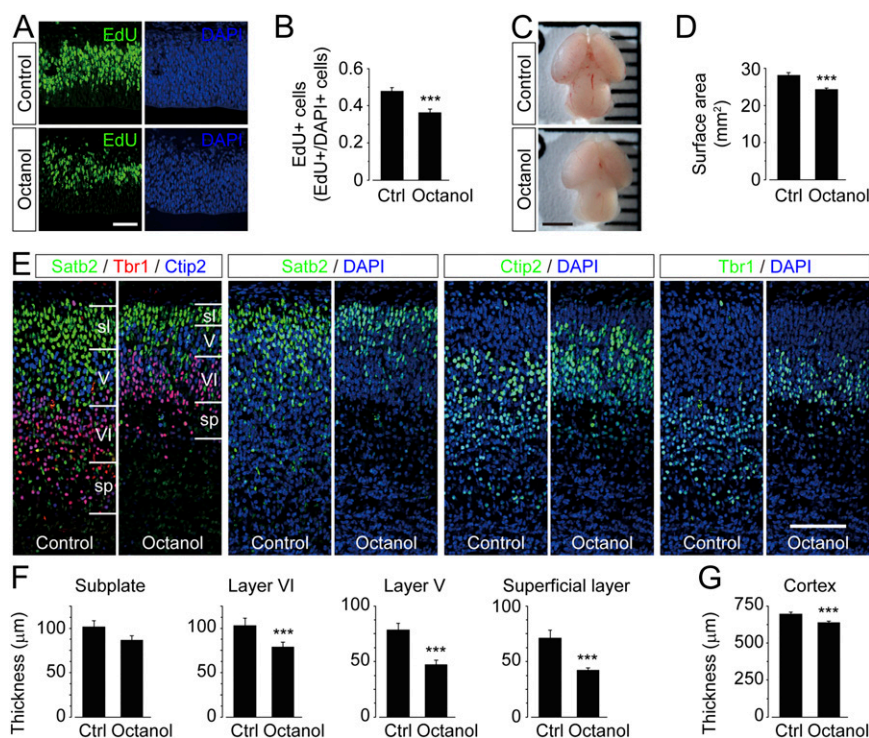 A
EdU
DAPI
Control
EdU
DAPI
Octanol
B
EdU+ cells
(EdU+/DAPI+ cells)
0.6
0.4
0.2
0
***
Ctrl Octanol
C
Control
Octanol
D
Surface area
(mm²)
30
20
10
0
***
Ctrl Octanol
E
Satb2 / Tbr1 / Ctip2
Satb2 / DAPI
Ctip2 / DAPI
Tbr1 / DAPI
sl
V
VI
sp
sl
V
VI
sp
Control
Octanol
Control
Octanol
Control
Octanol
Control
Octanol
F
Thickness (μm)
Subplate
100
50
0
Ctrl Octanol
Layer VI
100
50
0
***
Ctrl Octanol
Layer V
100
50
0
***
Ctrl Octanol
Superficial layer
100
50
0
***
Ctrl Octanol
G
Cortex
Thickness (μm)
750
500
250
0
***
Ctrl Octanol